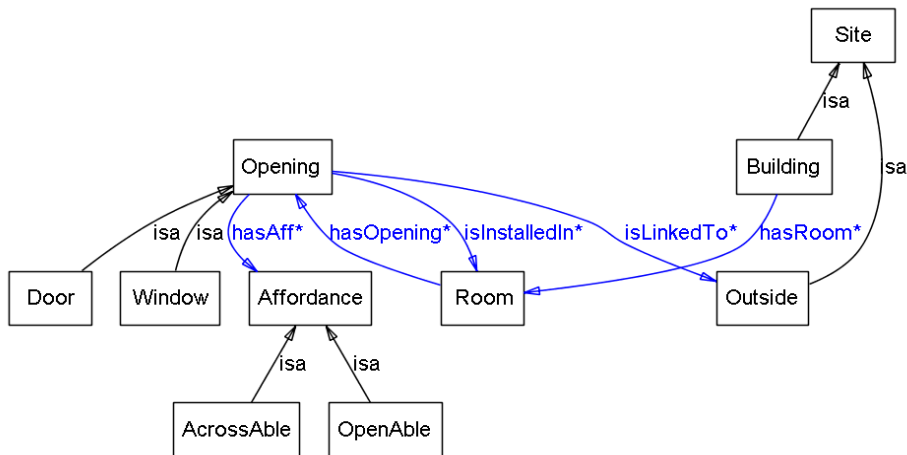 Site
isa
Opening
Building
isa
isa
isa
hasAff*
hasOpening*
isInstalledIn*
isLinkedTo*
hasRoom*
Door
Window
Affordance
Room
Outside
isa
isa
AcrossAble
OpenAble